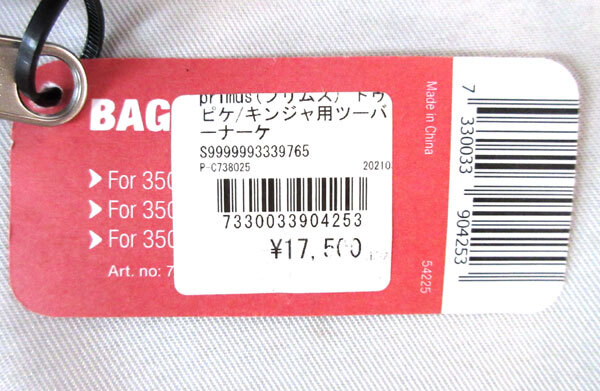 BAG
For 350
For 350
For 350
Art. no: 7
primus(プリムス) トゥ
ピケ/キンジャ用ツーバ
ーナーケ
S9999993339765
P-C738025 20210
7330033904253
¥17,500
Made in China
54225
7 330033 904253